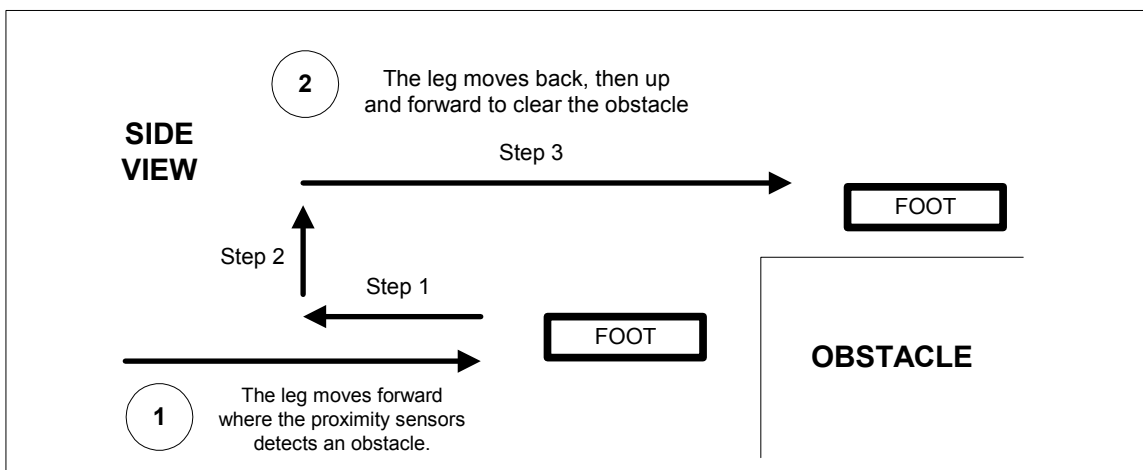 2
The leg moves back, then up
and forward to clear the obstacle
SIDE
VIEW
Step 3
FOOT
Step 2
Step 1
FOOT
OBSTACLE
1
The leg moves forward
where the proximity sensors
detects an obstacle.